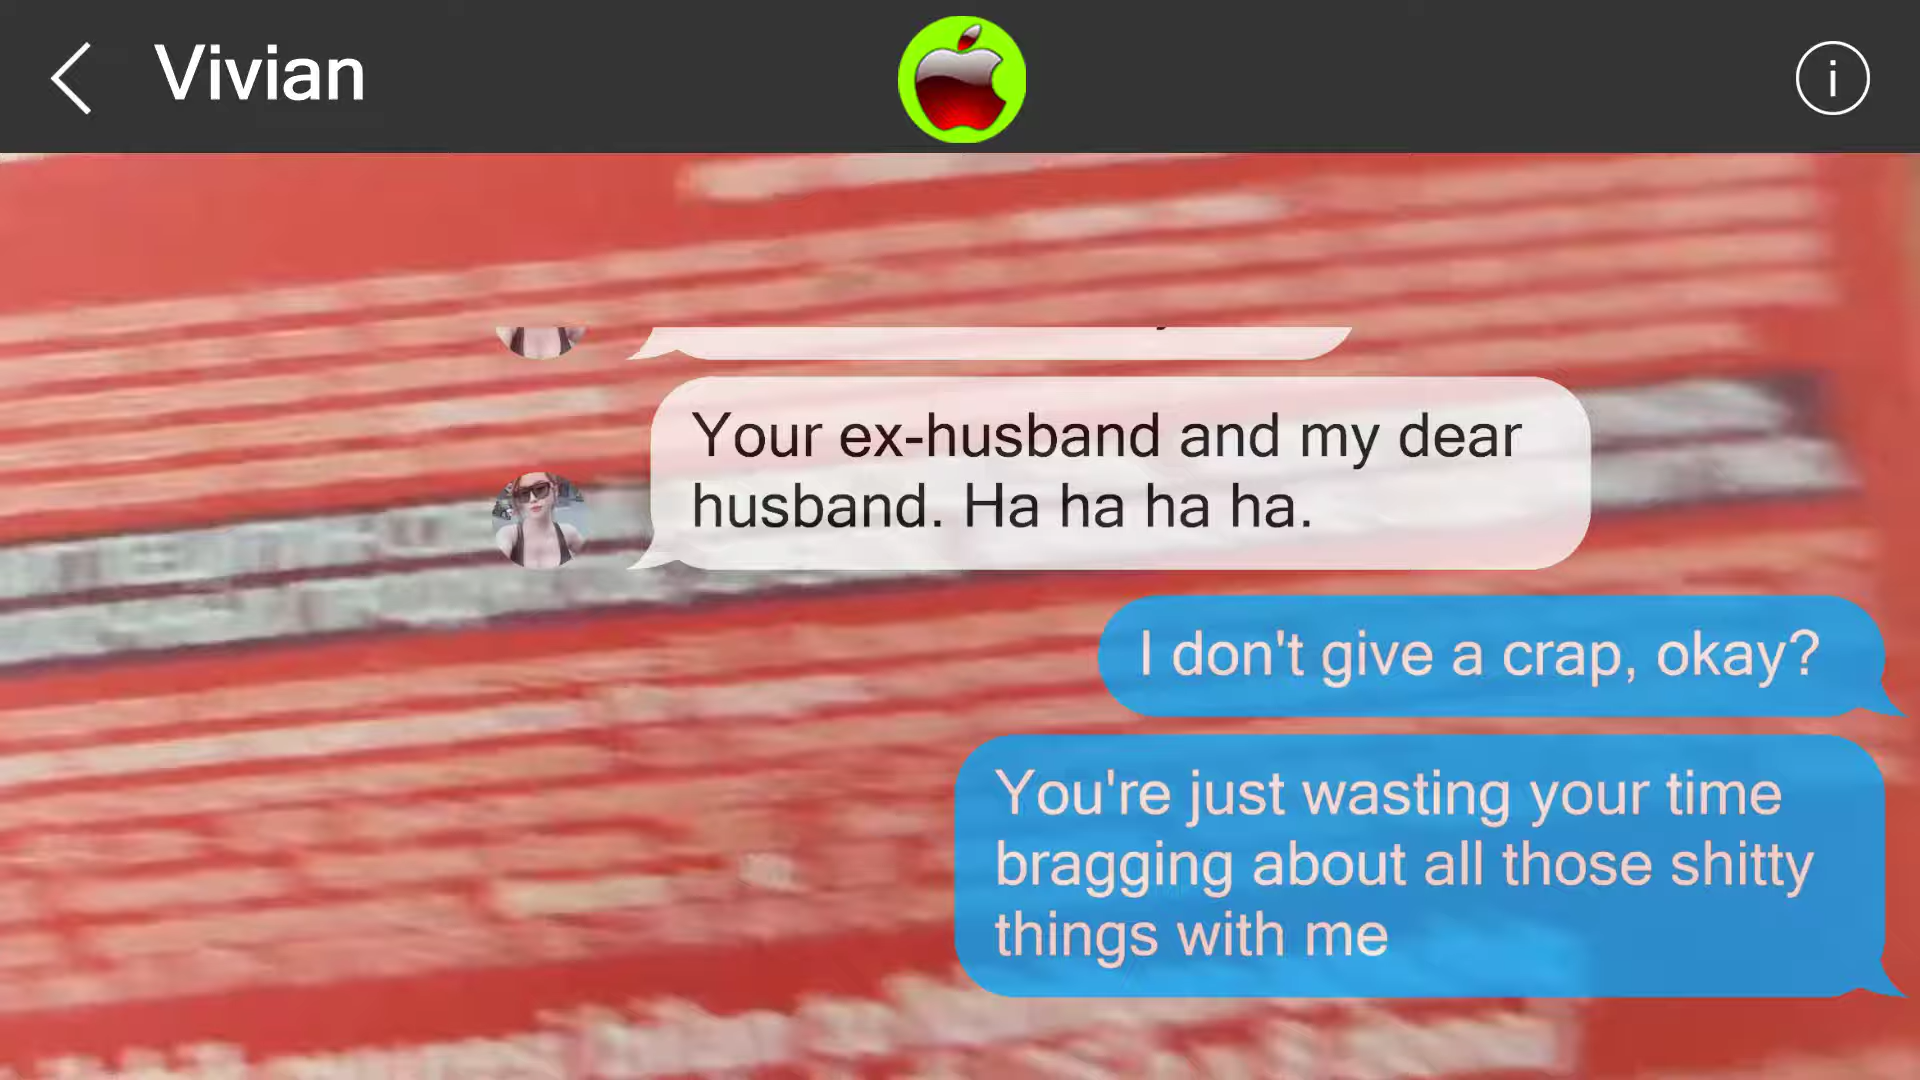 Vivian
Your ex-husband and my dear
husband. Ha ha ha ha.
I don't give a crap, okay?
You're just wasting your time
bragging about all those shitty
things with me